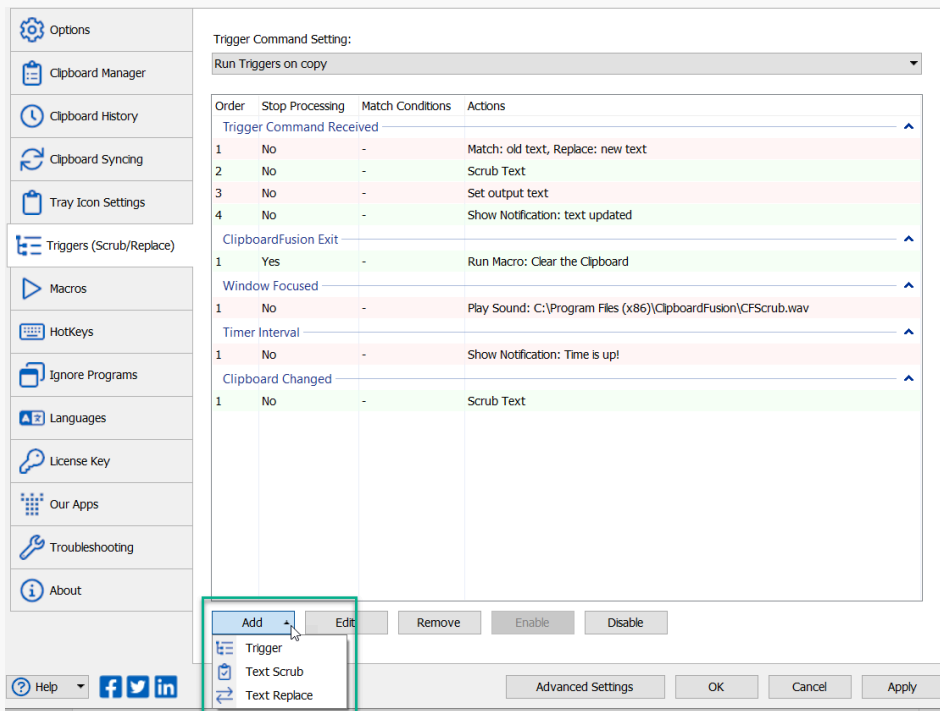 Options
Clipboard Manager
Clipboard History
Clipboard Syncing
Tray Icon Settings
Triggers (Scrub/Replace)
Macros
HotKeys
Ignore Programs
Languages
License Key
Our Apps
Troubleshooting
About
Trigger Command Setting:
Run Triggers on copy
Order Stop Processing Match Conditions Actions
Trigger Command Received
1 No - Match: old text, Replace: new text
2 No - Scrub Text
3 No - Set output text
4 No - Show Notification: text updated
ClipboardFusion Exit
1 Yes - Run Macro: Clear the Clipboard
Window Focused
1 No - Play Sound: C:\Program Files (x86)\ClipboardFusion\CFScrub.wav
Timer Interval
1 No - Show Notification: Time is up!
Clipboard Changed
1 No - Scrub Text
Add Edit Remove Enable Disable
Trigger
Text Scrub
Text Replace
Help Advanced Settings OK Cancel Apply